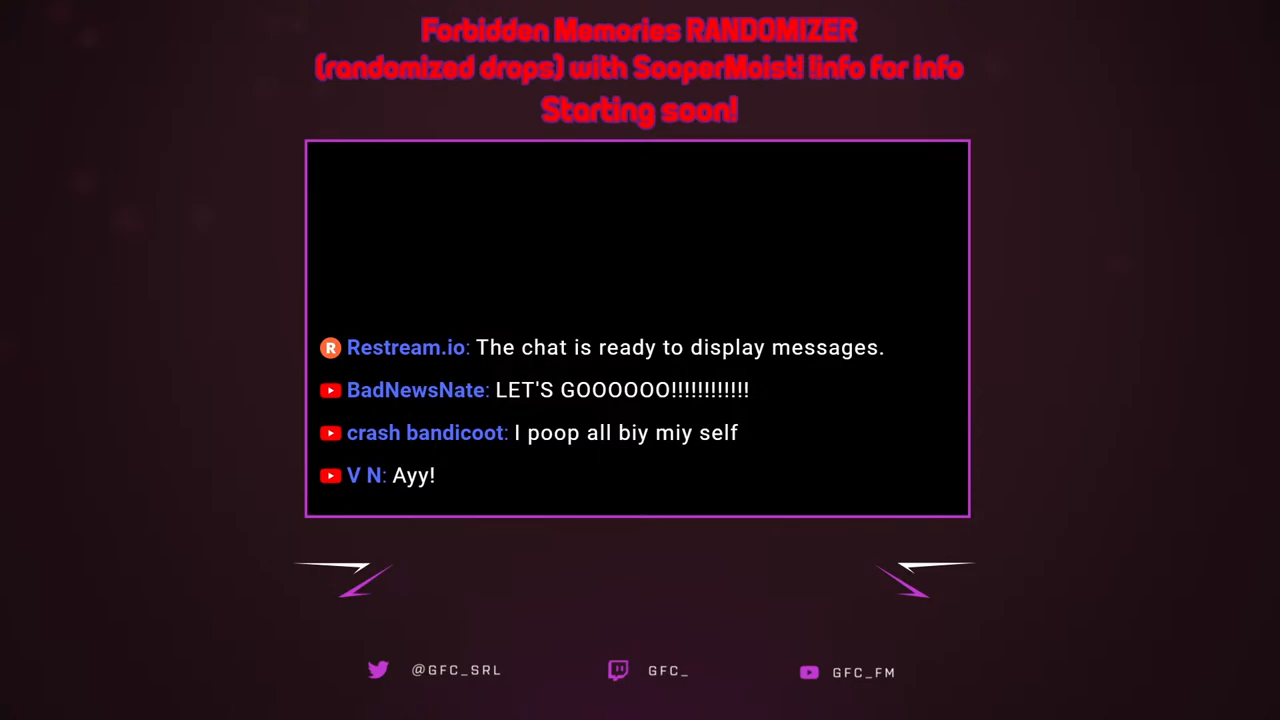 Forbidden Memories RANDOMIZER
(randomized drops) with SooperMoist! !info for info
Starting soon!
R Restream.io: The chat is ready to display messages.
BadNewsNate: LET'S GOOOOOO!!!!!!!!!!!!
crash bandicoot: I poop all biy miy self
V N: Ayy!
@GFC_SRL GFC_ GFC_FM